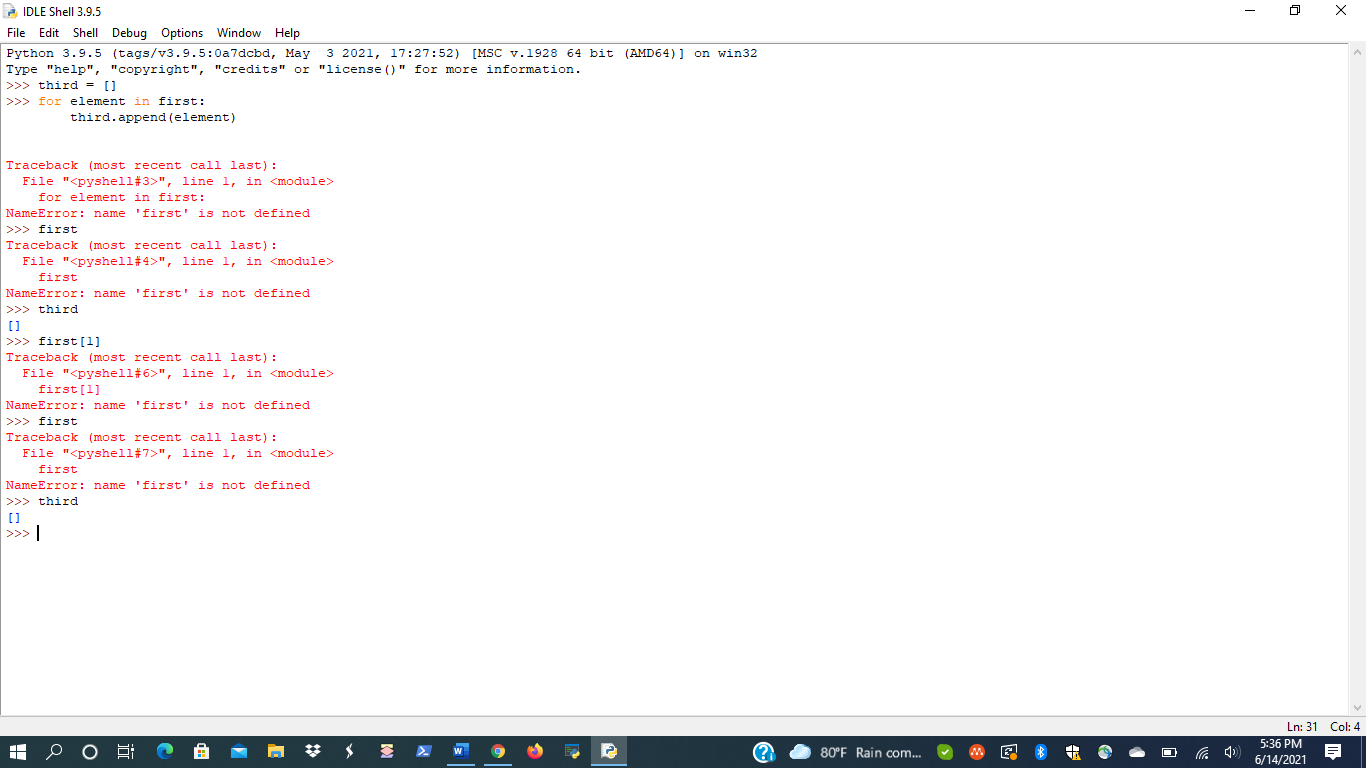 IDLE Shell 3.9.5
File Edit Shell Debug Options Window Help
Python 3.9.5 (tags/v3.9.5:0a7dcbd, May  3 2021, 17:27:52) [MSC v.1928 64 bit (AMD64)] on win32
Type "help", "copyright", "credits" or "license()" for more information.
>>> third = []
>>> for element in first:
        third.append(element)
Traceback (most recent call last):
  File "<pyshell#3>", line 1, in <module>
    for element in first:
NameError: name 'first' is not defined
>>> first
Traceback (most recent call last):
  File "<pyshell#4>", line 1, in <module>
    first
NameError: name 'first' is not defined
>>> third
[]
>>> first[1]
Traceback (most recent call last):
  File "<pyshell#6>", line 1, in <module>
    first[1]
NameError: name 'first' is not defined
>>> first
Traceback (most recent call last):
  File "<pyshell#7>", line 1, in <module>
    first
NameError: name 'first' is not defined
>>> third
[]
>>>
Ln: 31 Col: 4
80°F Rain com...
5:36 PM
6/14/2021